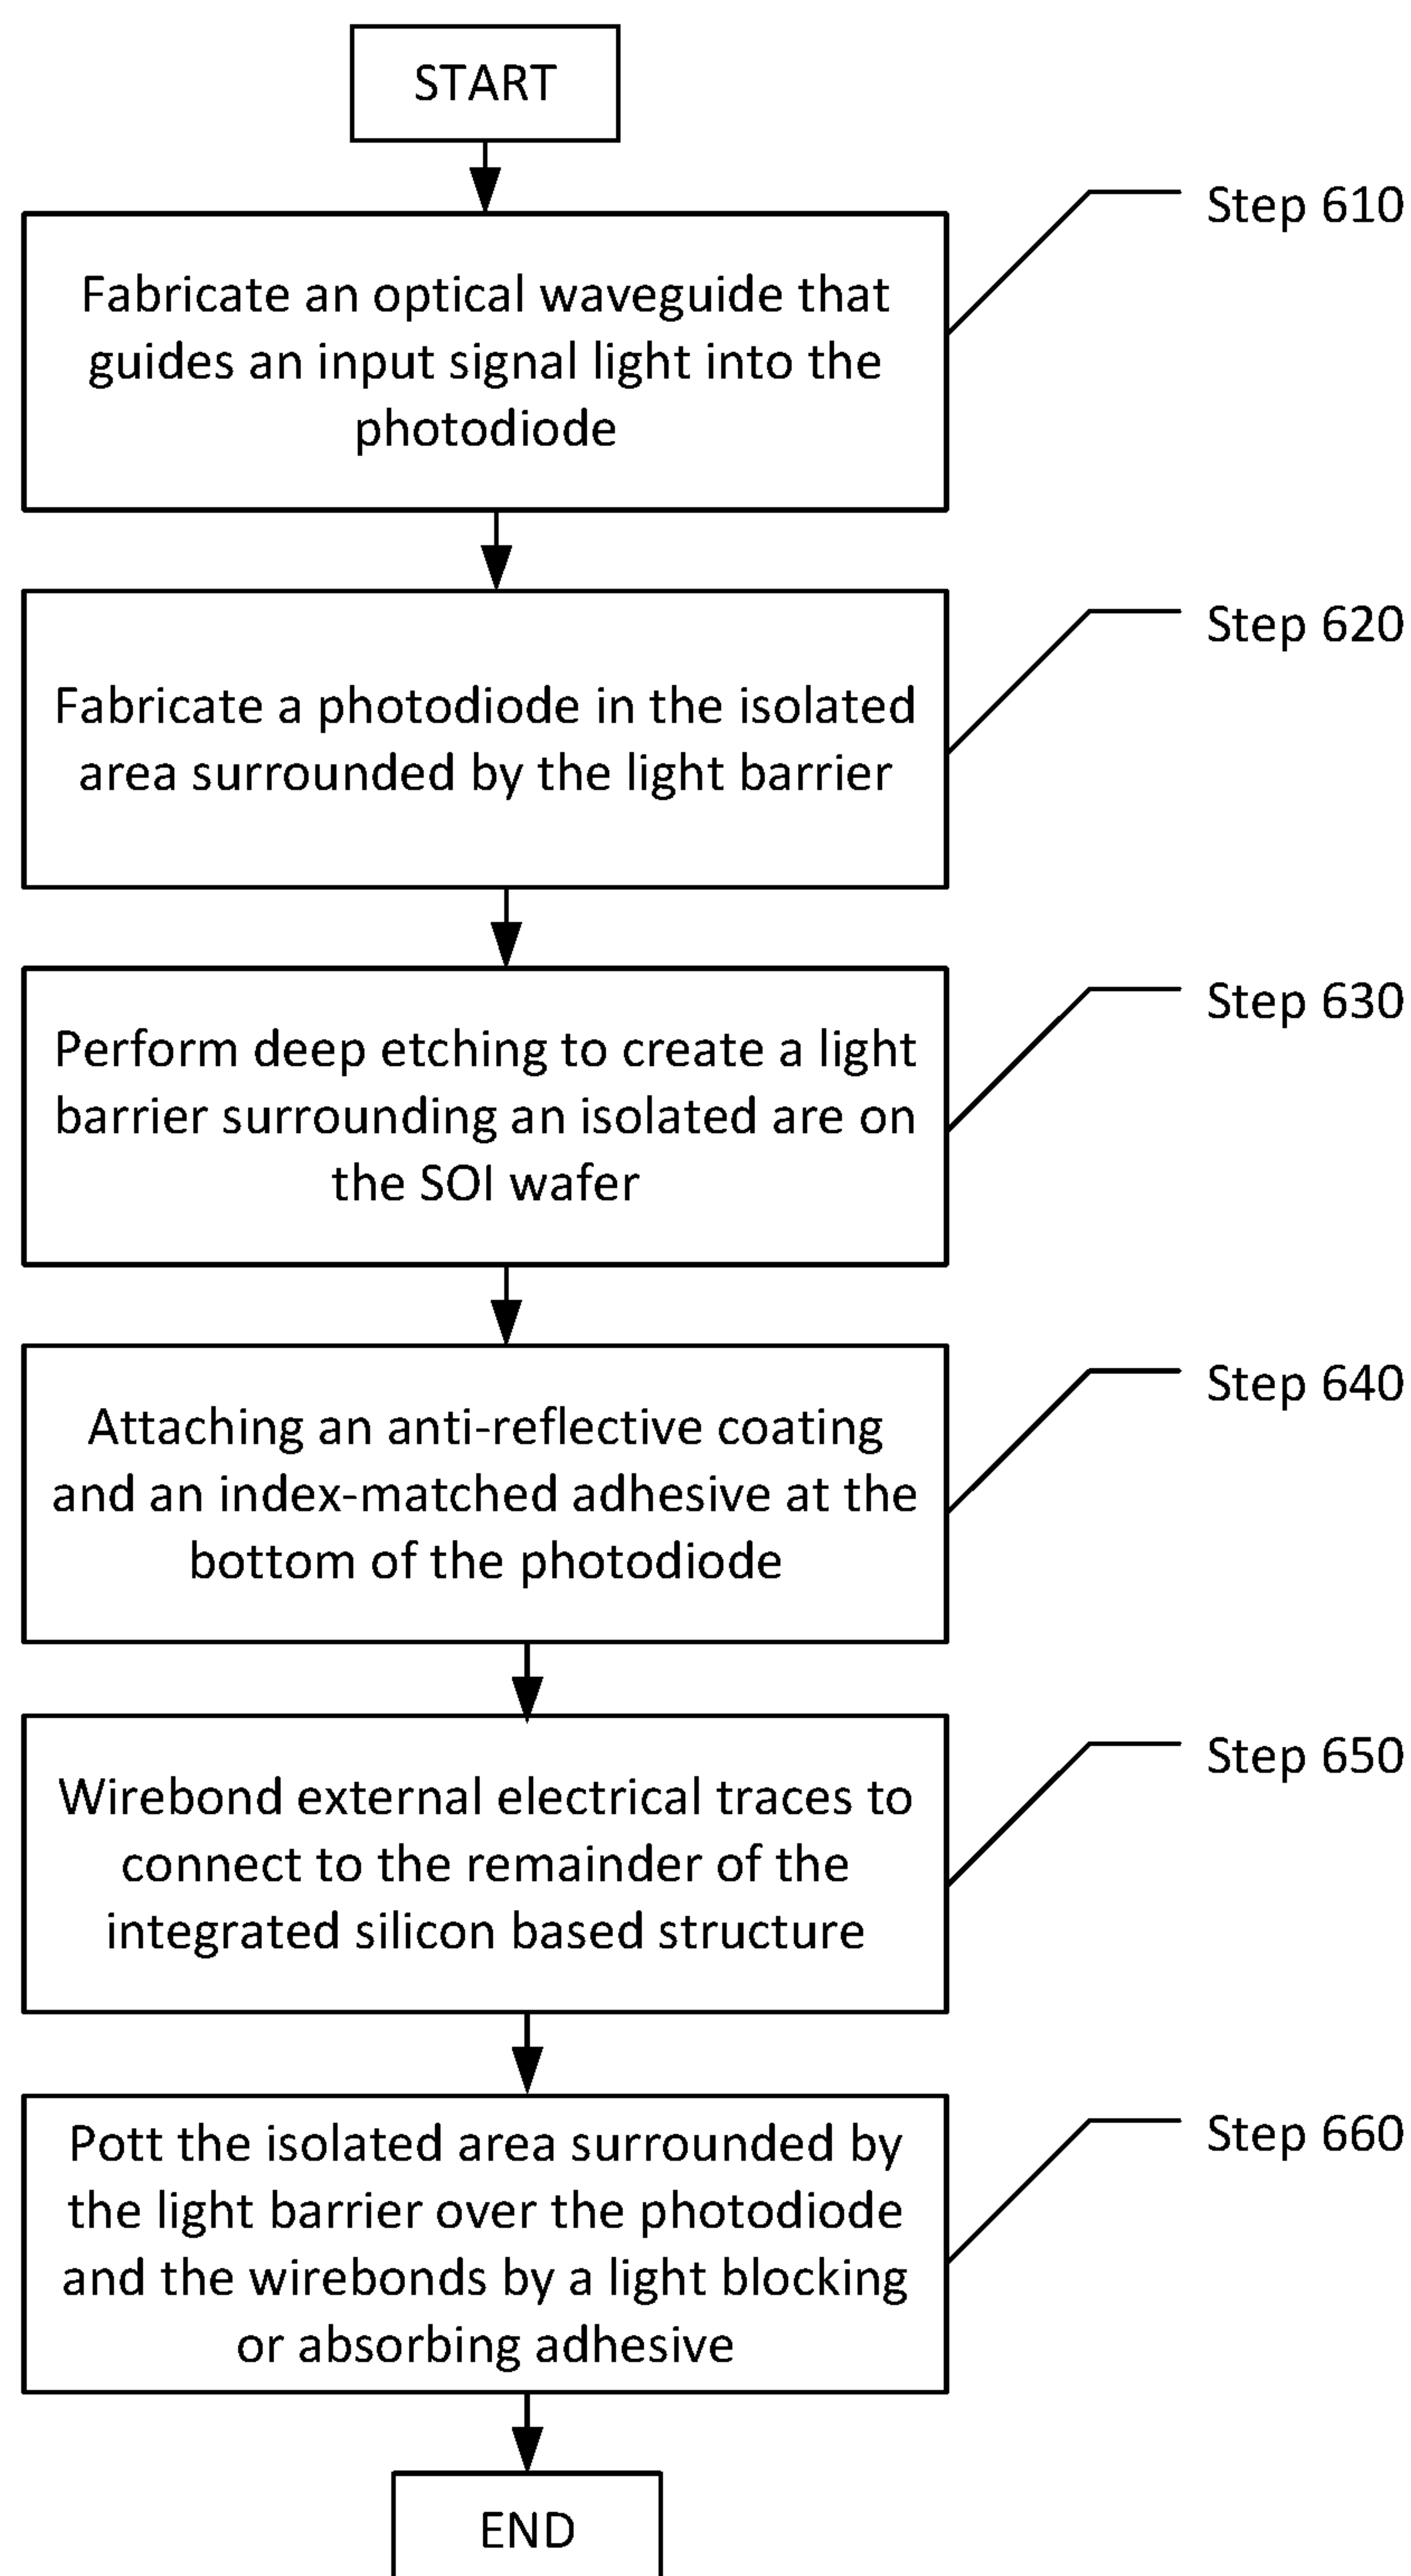 START
Step 610
Fabricate an optical waveguide that
guides an input signal light into the
photodiode
Step 620
Fabricate a photodiode in the isolated
area surrounded by the light barrier
Step 630
Perform deep etching to create a light
barrier surrounding an isolated are on
the SOI wafer
Step 640
Attaching an anti-reflective coating
and an index-matched adhesive at the
bottom of the photodiode
Step 650
Wirebond external electrical traces to
connect to the remainder of the
integrated silicon based structure
Step 660
Pott the isolated area surrounded by
the light barrier over the photodiode
and the wirebonds by a light blocking
or absorbing adhesive
END